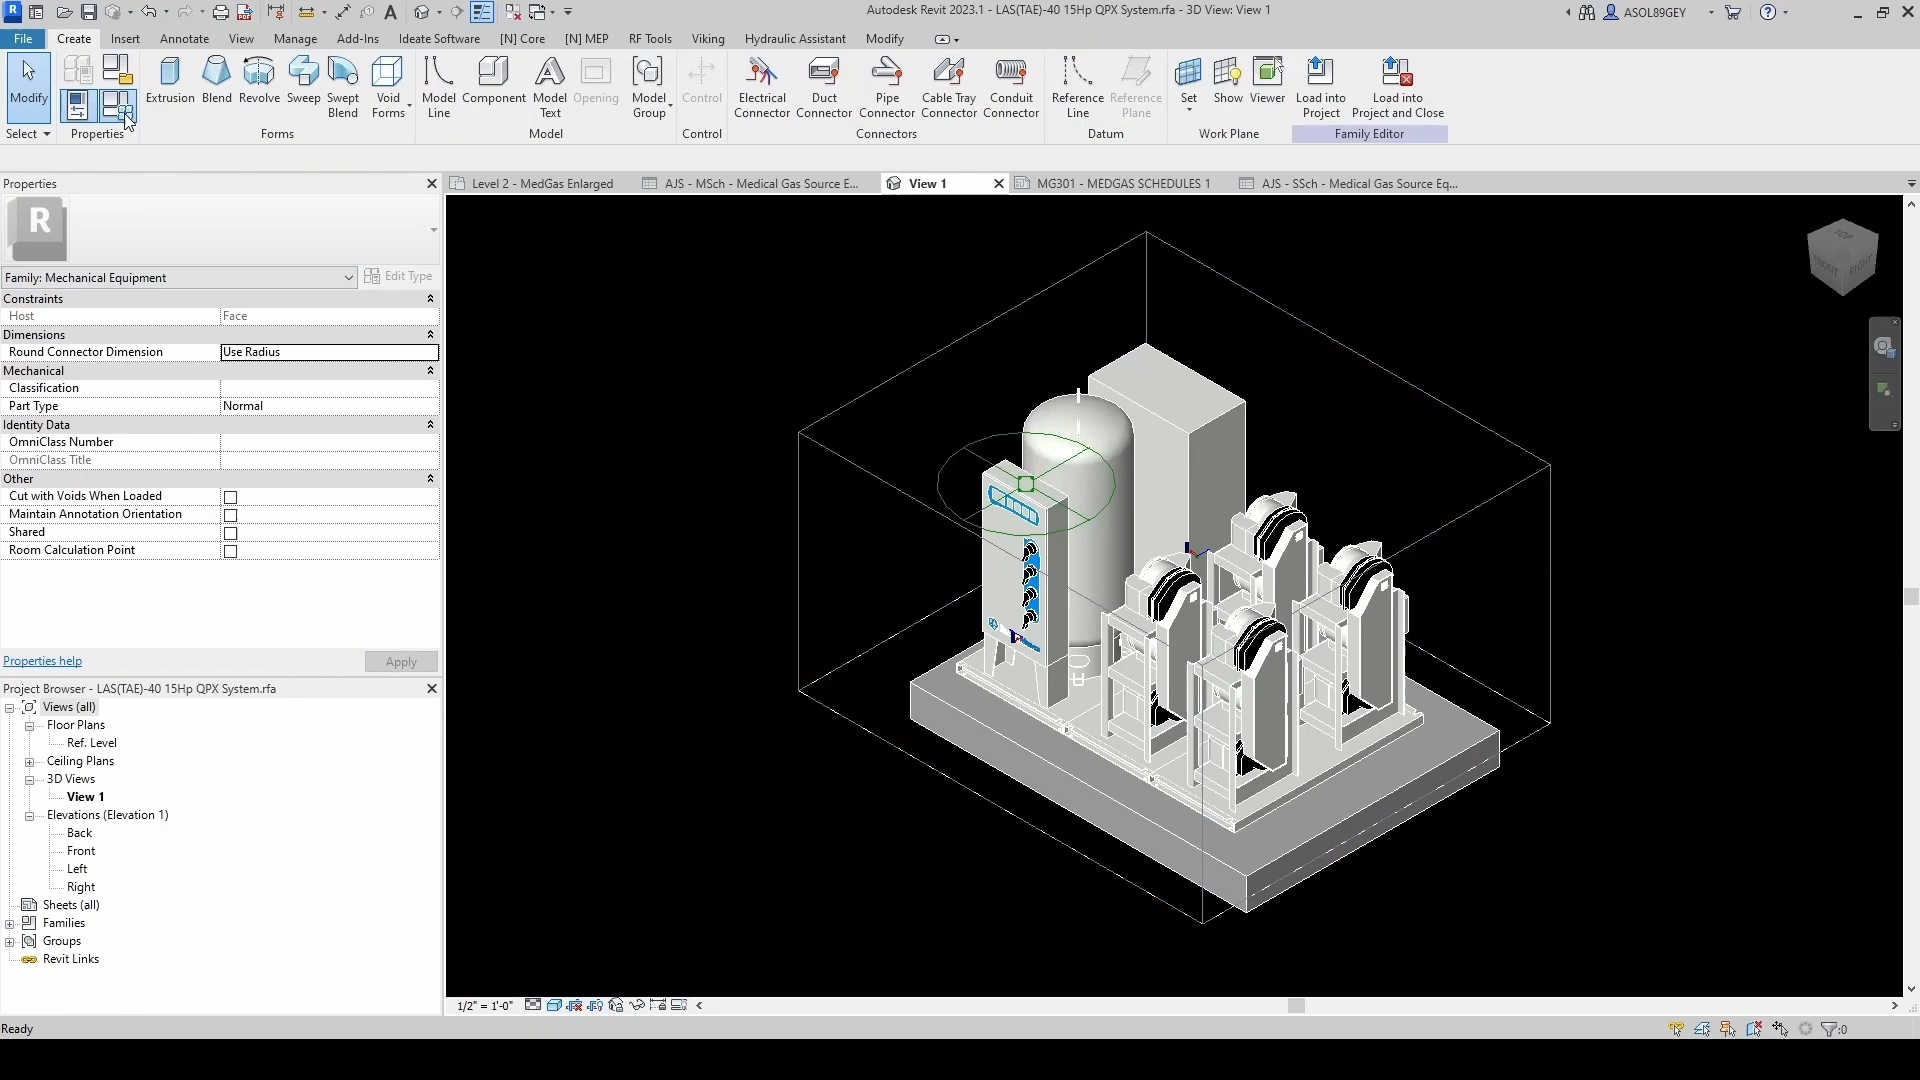 Autodesk Revit 2023.1 - LAS(TAE)-40 15Hp QPX System.rfa - 3D View: View 1
ASOL89GEY
File Create Insert Annotate View Manage Add-Ins Ideate Software [N] Core [N] MEP RF Tools Viking Hydraulic Assistant Modify
Modify
Extrusion
Blend
Revolve
Sweep
Swept Blend
Void Forms
Model Line
Component
Model Text
Opening
Model Group
Control
Electrical Connector
Duct Connector
Pipe Connector
Cable Tray Connector
Conduit Connector
Reference Line
Reference Plane
Set
Show
Viewer
Load into Project
Load into Project and Close
Select
Properties
Forms
Model
Control
Connectors
Datum
Work Plane
Family Editor
Properties
Level 2 - MedGas Enlarged
AJS - MSch - Medical Gas Source E...
View 1
MG301 - MEDGAS SCHEDULES 1
AJS - SSch - Medical Gas Source Eq...
R
Family: Mechanical Equipment
Edit Type
Constraints
Host Face
Dimensions
Round Connector Dimension Use Radius
Mechanical
Classification
Part Type Normal
Identity Data
OmniClass Number
OmniClass Title
Other
Cut with Voids When Loaded
Maintain Annotation Orientation
Shared
Room Calculation Point
Properties help
Apply
Project Browser - LAS(TAE)-40 15Hp QPX System.rfa
Views (all)
Floor Plans
Ref. Level
Ceiling Plans
3D Views
View 1
Elevations (Elevation 1)
Back
Front
Left
Right
Sheets (all)
Families
Groups
Revit Links
TOP
FRONT
RIGHT
1/2" = 1'-0"
Ready
:0